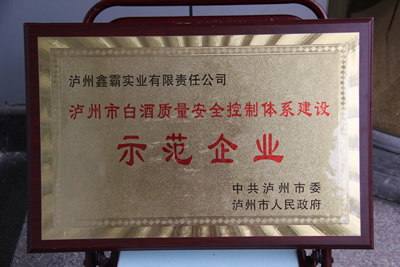 泸州鑫霸实业有限责任公司
泸州市白酒质量安全控制体系建设
示范企业
中共泸州市委
泸州市人民政府